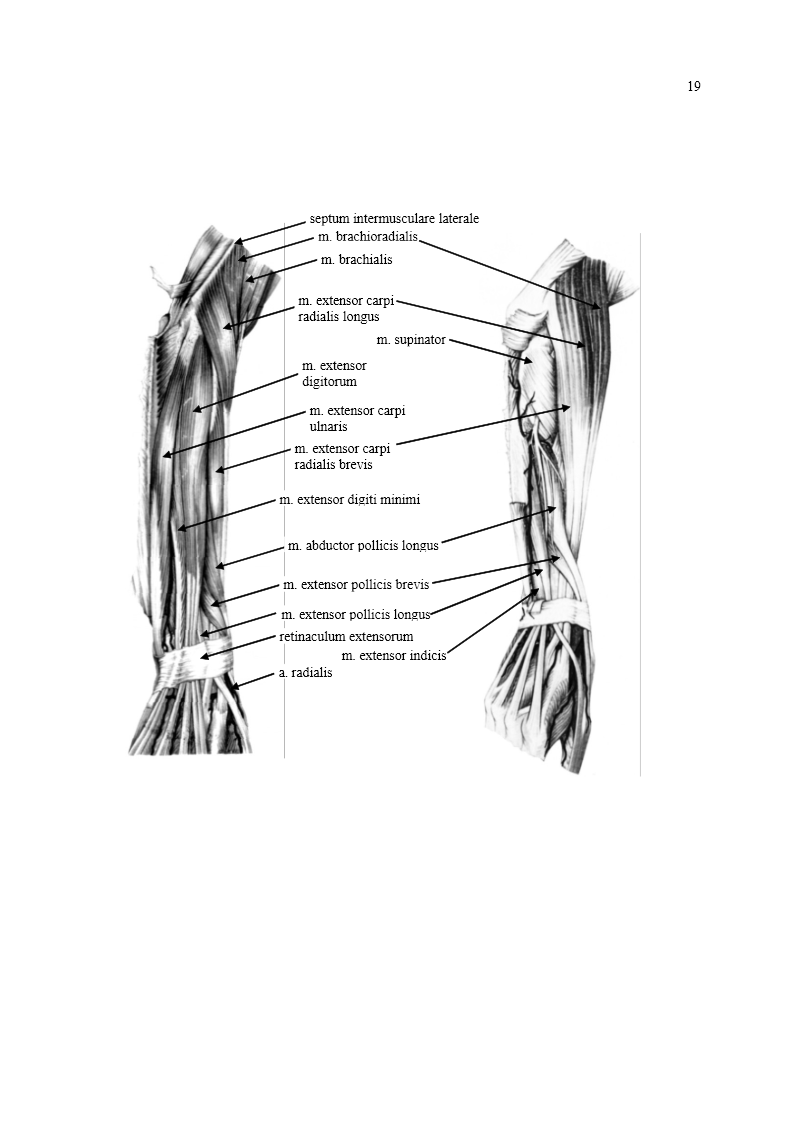 19
septum intermusculare laterale
m. brachioradialis
m. brachialis
m. extensor carpi
radialis longus
m. supinator
m. extensor
digitorum
m. extensor carpi
ulnaris
m. extensor carpi
radialis brevis
m. extensor digiti minimi
m. abductor pollicis longus
m. extensor pollicis brevis
m. extensor pollicis longus
retinaculum extensorum
m. extensor indicis
a. radialis